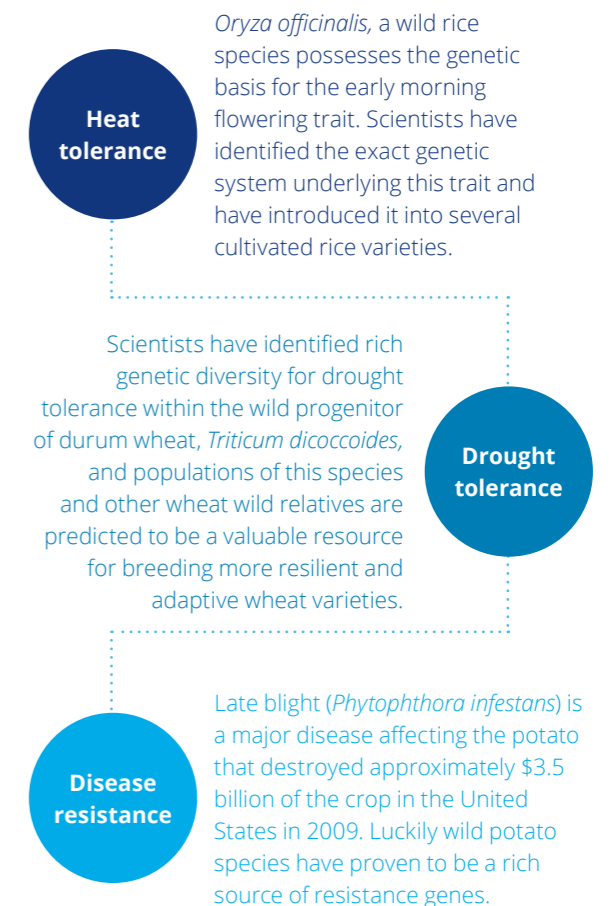 Heat
tolerance
Oryza officinalis, a wild rice
species possesses the genetic
basis for the early morning
flowering trait. Scientists have
identified the exact genetic
system underlying this trait and
have introduced it into several
cultivated rice varieties.
Scientists have identified rich
genetic diversity for drought
tolerance within the wild progenitor
of durum wheat, Triticum dicoccoides,
and populations of this species
and other wheat wild relatives are
predicted to be a valuable resource
for breeding more resilient and
adaptive wheat varieties.
Drought
tolerance
Disease
resistance
Late blight (Phytophthora infestans) is
a major disease affecting the potato
that destroyed approximately $3.5
billion of the crop in the United
States in 2009. Luckily wild potato
species have proven to be a rich
source of resistance genes.